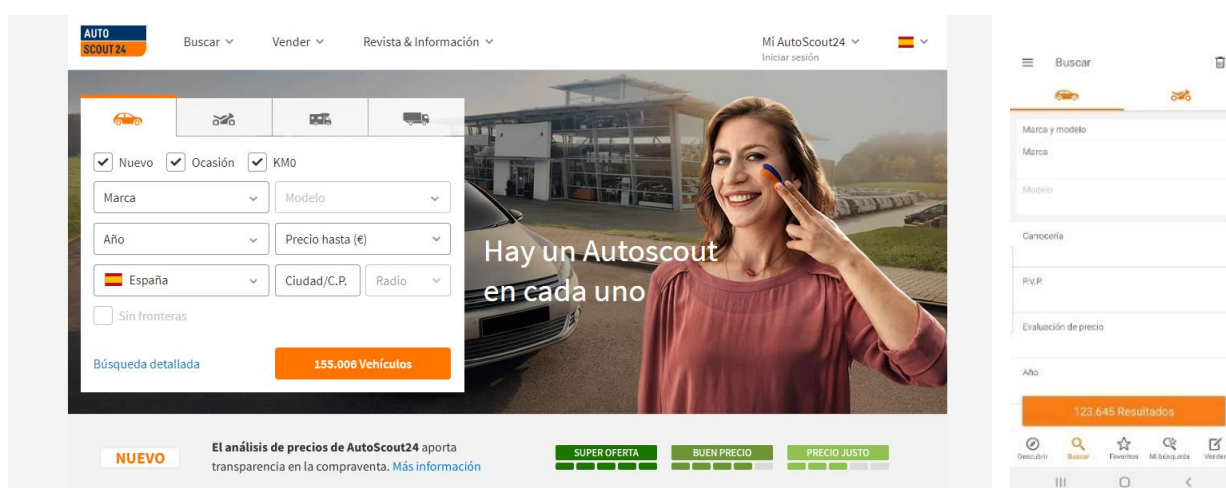 AUTO
SCOUT24
Buscar
Vender
Revista & Información
Mi AutoScout24
Iniciar sesión
Nuevo
Ocasión
KM0
Marca
Modelo
Año
Precio hasta (€)
España
Ciudad/C.P.
Radio
Sin fronteras
Búsqueda detallada
155.006 Vehículos
Hay un Autoscout
en cada uno
NUEVO
El análisis de precios de AutoScout24 aporta
transparencia en la compraventa. Más información
SUPER OFERTA
BUEN PRECIO
PRECIO JUSTO
Buscar
Marca y modelo
Marca
Modelo
Carrocería
P.V.P.
Evaluación de precio
Año
123.645 Resultados
Descubrir
Buscar
Favoritos
Mi búsqueda
Vender